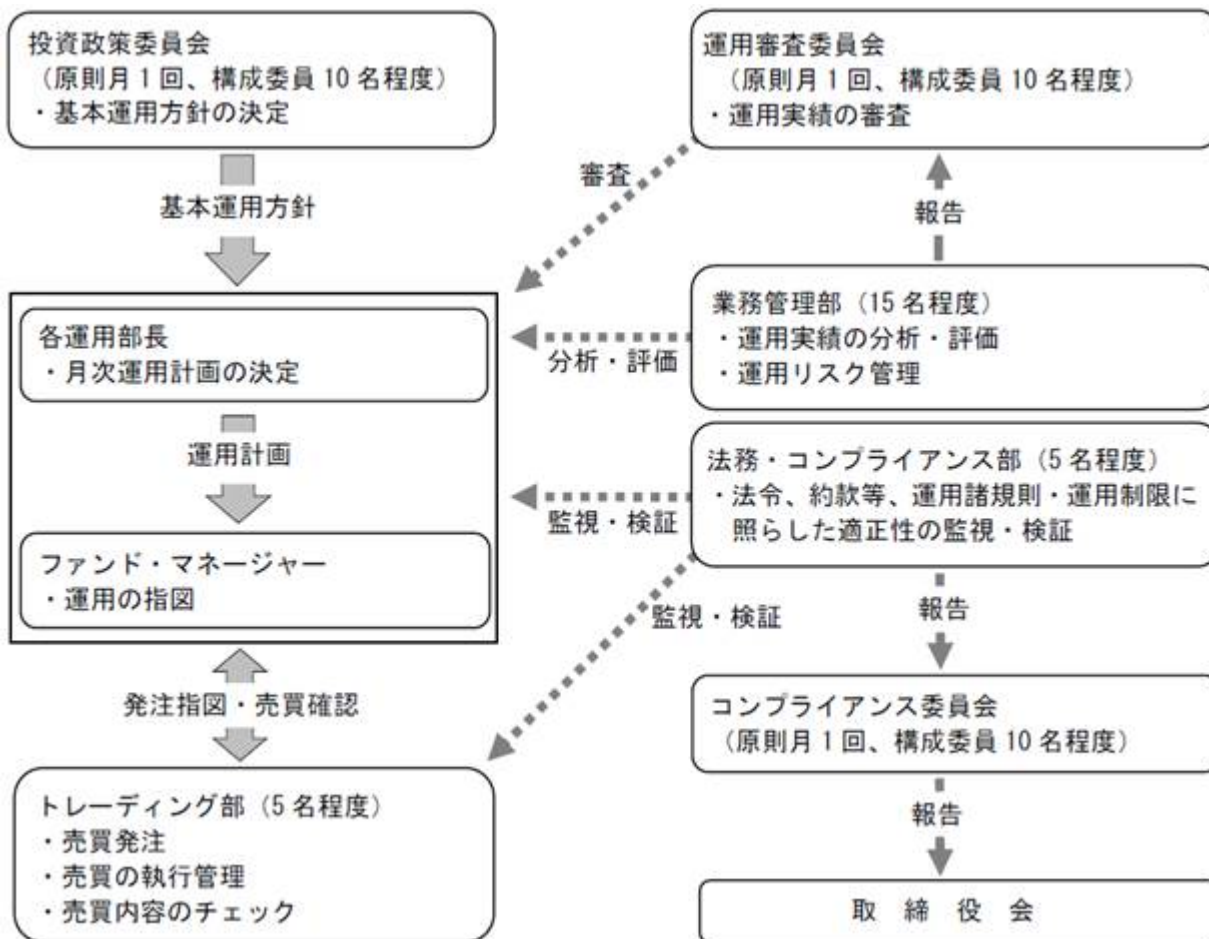 投資政策委員会
（原則月1回、構成委員10名程度）
・基本運用方針の決定
基本運用方針
各運用部長
・月次運用計画の決定
運用計画
ファンド・マネージャー
・運用の指図
発注指図・売買確認
トレーディング部（5名程度）
・売買発注
・売買の執行管理
・売買内容のチェック
運用審査委員会
（原則月1回、構成委員10名程度）
・運用実績の審査
審査
報告
業務管理部（15名程度）
・運用実績の分析・評価
・運用リスク管理
分析・評価
法務・コンプライアンス部（5名程度）
・法令、約款等、運用諸規則・運用制限に
照らした適正性の監視・検証
監視・検証
監視・検証
報告
コンプライアンス委員会
（原則月1回、構成委員10名程度）
報告
取　締　役　会